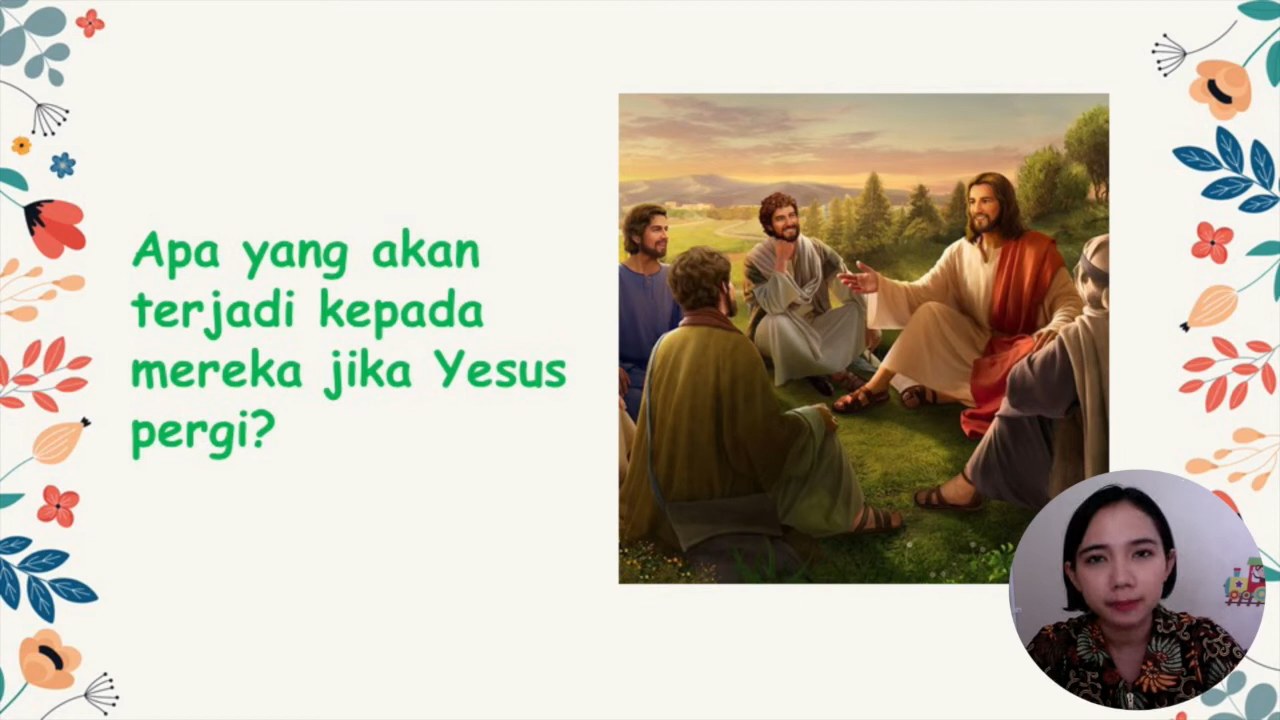 Apa yang akan
terjadi kepada
mereka jika Yesus
pergi?